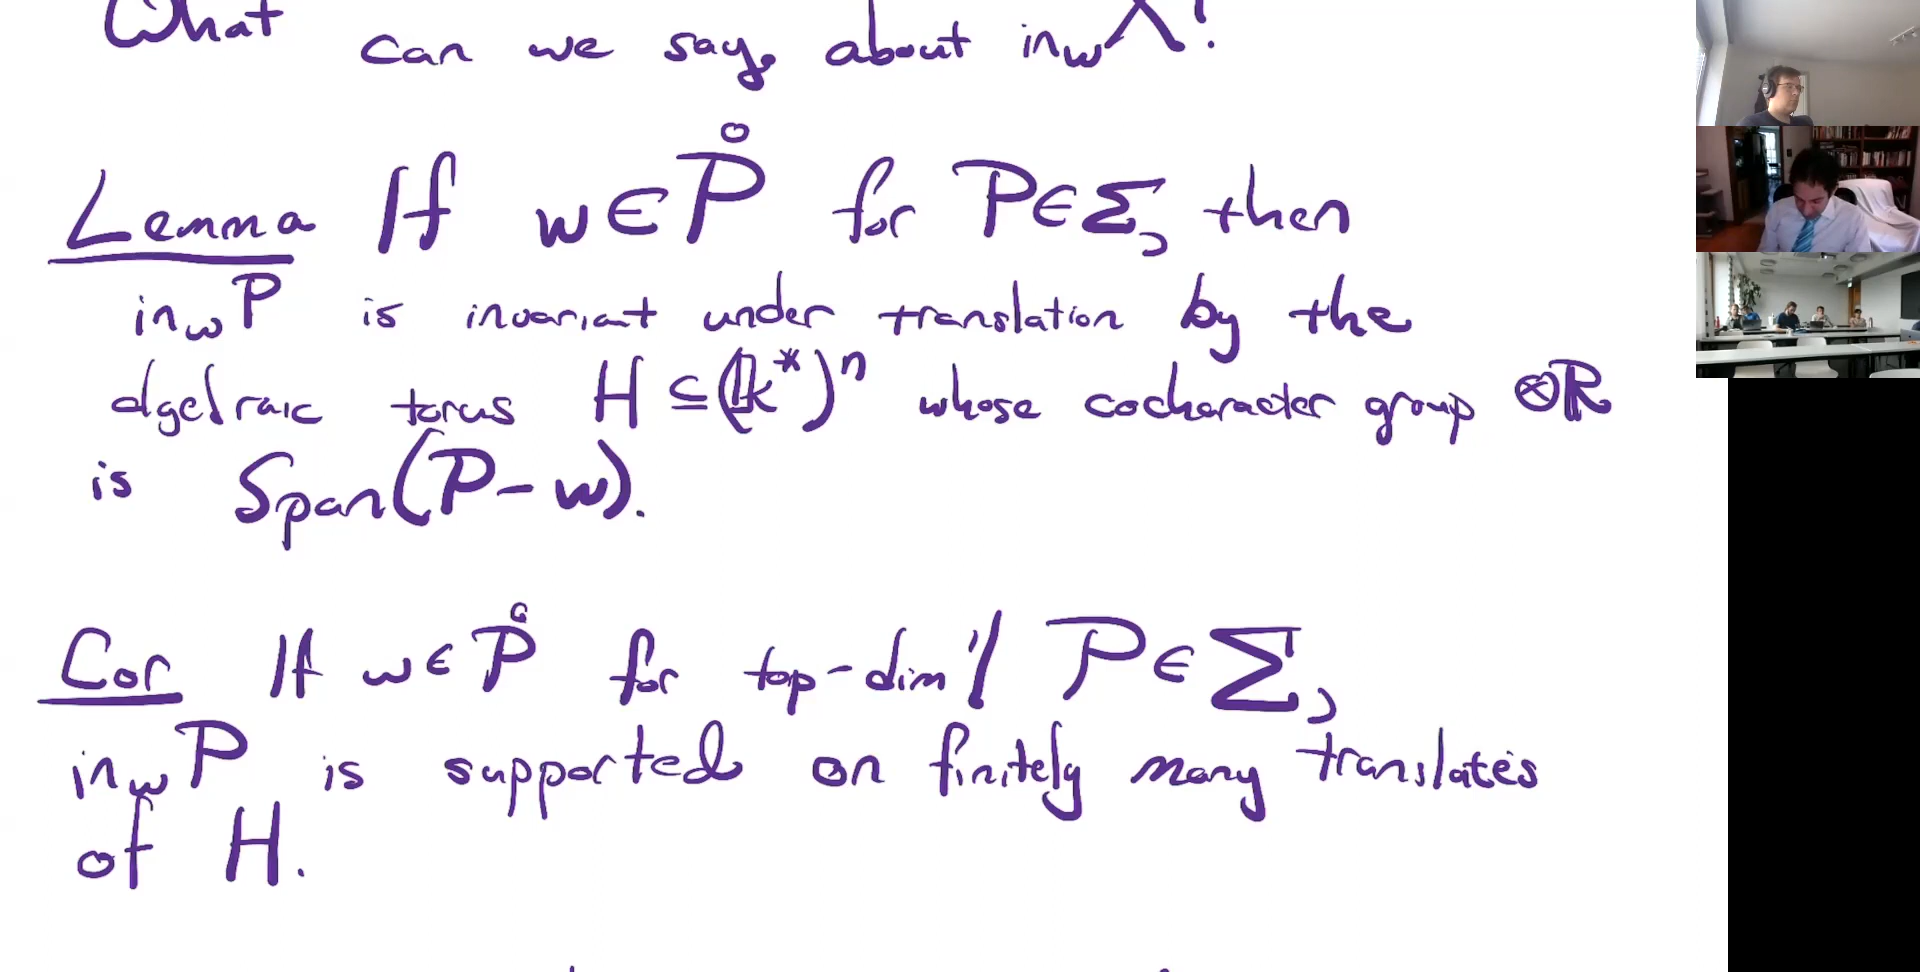 What can we say about in_w X?
Lemma If w ∈ P̊ for P ∈ Σ, then
in_w P is invariant under translation by the
algebraic torus H ⊆ (𝕜*)ⁿ whose cocharacter group ⊗ℝ
is Span(P - w).
Cor If w ∈ P̊ for top-dim'l P ∈ Σ,
in_w P is supported on finitely many translates
of H.